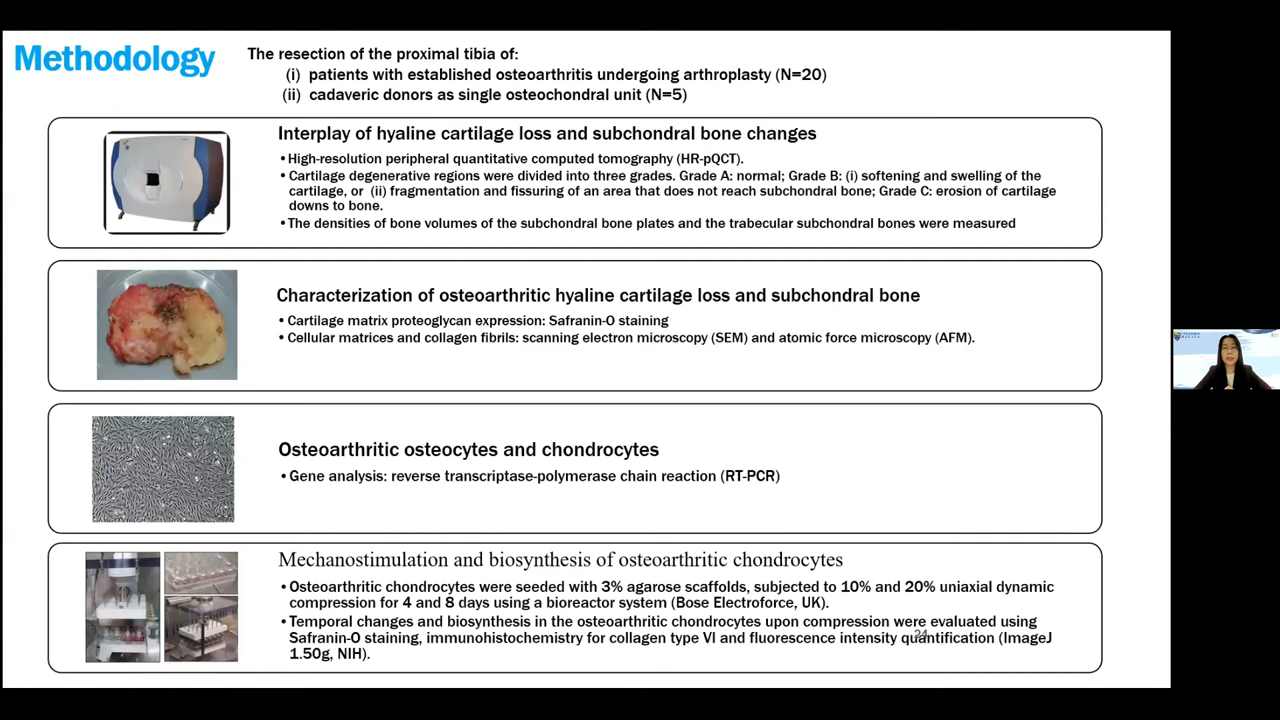 Methodology
The resection of the proximal tibia of:
(i) patients with established osteoarthritis undergoing arthroplasty (N=20)
(ii) cadaveric donors as single osteochondral unit (N=5)
Interplay of hyaline cartilage loss and subchondral bone changes
•High-resolution peripheral quantitative computed tomography (HR-pQCT).
•Cartilage degenerative regions were divided into three grades. Grade A: normal; Grade B: (i) softening and swelling of the
cartilage, or (ii) fragmentation and fissuring of an area that does not reach subchondral bone; Grade C: erosion of cartilage
downs to bone.
•The densities of bone volumes of the subchondral bone plates and the trabecular subchondral bones were measured
Characterization of osteoarthritic hyaline cartilage loss and subchondral bone
• Cartilage matrix proteoglycan expression: Safranin-O staining
• Cellular matrices and collagen fibrils: scanning electron microscopy (SEM) and atomic force microscopy (AFM).
Osteoarthritic osteocytes and chondrocytes
•Gene analysis: reverse transcriptase-polymerase chain reaction (RT-PCR)
Mechanostimulation and biosynthesis of osteoarthritic chondrocytes
• Osteoarthritic chondrocytes were seeded with 3% agarose scaffolds, subjected to 10% and 20% uniaxial dynamic
compression for 4 and 8 days using a bioreactor system (Bose Electroforce, UK).
• Temporal changes and biosynthesis in the osteoarthritic chondrocytes upon compression were evaluated using
Safranin-O staining, immunohistochemistry for collagen type VI and fluorescence intensity quantification (ImageJ
1.50g, NIH).
24